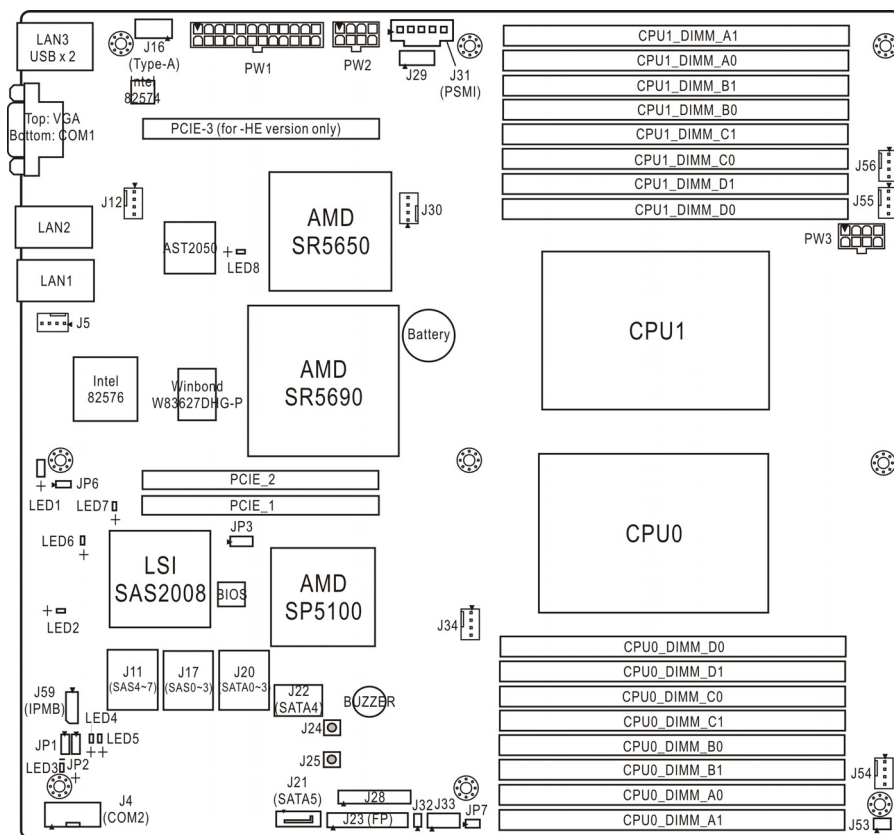 LAN3
USB x 2
J16
(Type-A)
Intel
82574
PW1
PW2
J29
J31
(PSMI)
CPU1_DIMM_A1
CPU1_DIMM_A0
CPU1_DIMM_B1
CPU1_DIMM_B0
CPU1_DIMM_C1
CPU1_DIMM_C0
CPU1_DIMM_D1
CPU1_DIMM_D0
J56
J55
PW3
Top: VGA
Bottom: COM1
PCIE-3 (for -HE version only)
J12
AMD
SR5650
J30
LAN2
AST2050
LED8
LAN1
J5
Battery
CPU1
AMD
SR5690
Intel
82576
Winbond
W83627DHG-P
JP6
LED1
LED7
PCIE_2
PCIE_1
JP3
LED6
LSI
SAS2008
BIOS
AMD
SP5100
CPU0
LED2
J34
J11
(SAS4~7)
J17
(SAS0~3)
J20
(SATA0~3)
J22
(SATA4)
BUZZER
J59
(IPMB)
LED4
JP1
LED5
JP2
LED3
J24
J25
J4
(COM2)
J21
(SATA5)
J28
J23 (FP)
J32
J33
JP7
CPU0_DIMM_D0
CPU0_DIMM_D1
CPU0_DIMM_C0
CPU0_DIMM_C1
CPU0_DIMM_B0
CPU0_DIMM_B1
CPU0_DIMM_A0
CPU0_DIMM_A1
J54
J53